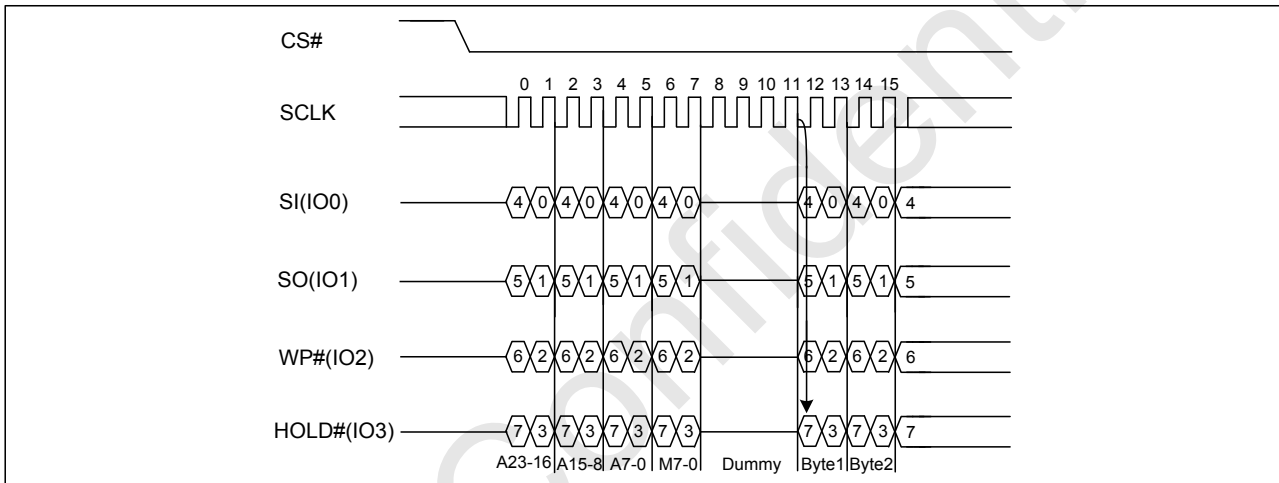 CS#
0 1 2 3 4 5 6 7 8 9 10 11 12 13 14 15
SCLK
SI(IO0) 4 0 4 0 4 0 4 0 4 0 4 0 4
SO(IO1) 5 1 5 1 5 1 5 1 5 1 5 1 5
WP#(IO2) 6 2 6 2 6 2 6 2 6 2 6 2 6
HOLD#(IO3) 7 3 7 3 7 3 7 3 7 3 7 3 7
A23-16 A15-8 A7-0 M7-0 Dummy Byte1 Byte2